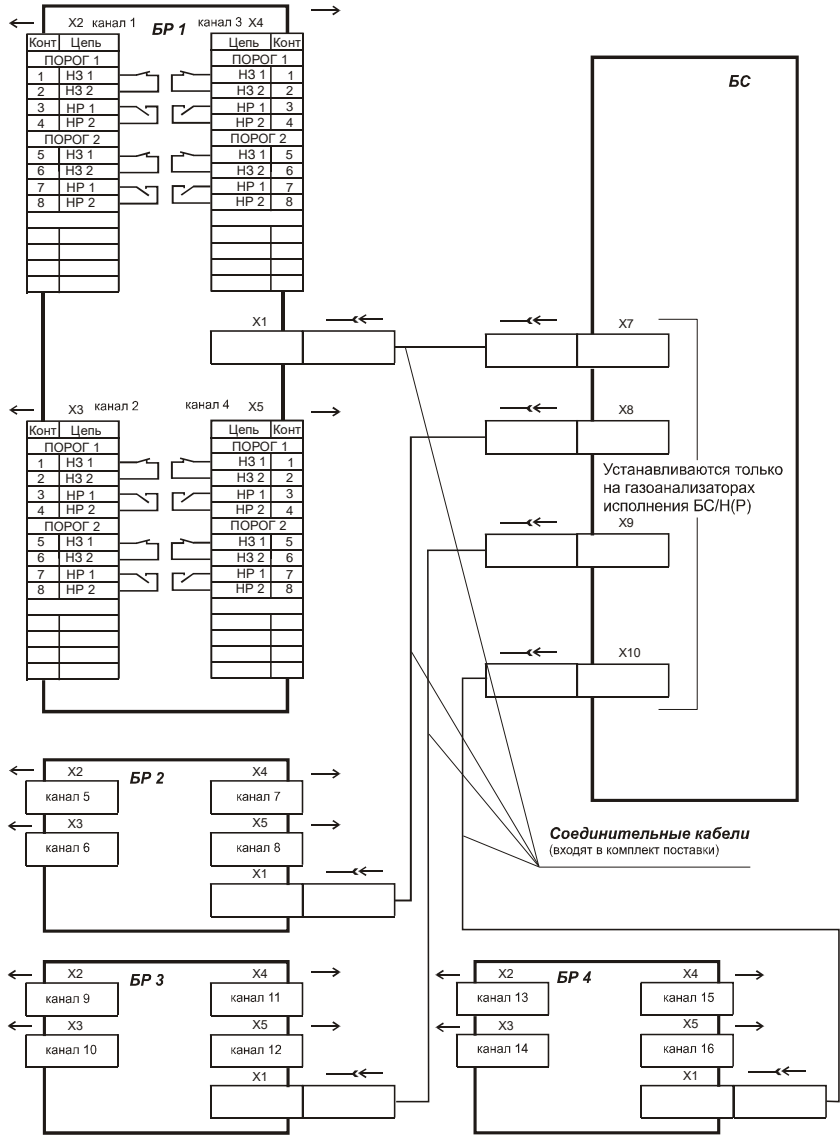 X2 канал 1 БР 1 канал 3 X4
Конт Цепь
ПОРОГ 1
1 НЗ 1
2 НЗ 2
3 НР 1
4 НР 2
ПОРОГ 2
5 НЗ 1
6 НЗ 2
7 НР 1
8 НР 2
Цепь Конт
ПОРОГ 1
НЗ 1 1
НЗ 2 2
НР 1 3
НР 2 4
ПОРОГ 2
НЗ 1 5
НЗ 2 6
НР 1 7
НР 2 8
X1
X3 канал 2 канал 4 X5
Конт Цепь
ПОРОГ 1
1 НЗ 1
2 НЗ 2
3 НР 1
4 НР 2
ПОРОГ 2
5 НЗ 1
6 НЗ 2
7 НР 1
8 НР 2
Цепь Конт
ПОРОГ 1
НЗ 1 1
НЗ 2 2
НР 1 3
НР 2 4
ПОРОГ 2
НЗ 1 5
НЗ 2 6
НР 1 7
НР 2 8
БС
X7
X8
Устанавливаются только
на газоанализаторах
исполнения БС/Н(Р)
X9
X10
Соединительные кабели
(входят в комплект поставки)
БР 2
X2
канал 5
X4
канал 7
X3
канал 6
X5
канал 8
X1
БР 3
X2
канал 9
X4
канал 11
X3
канал 10
X5
канал 12
X1
БР 4
X2
канал 13
X4
канал 15
X3
канал 14
X5
канал 16
X1